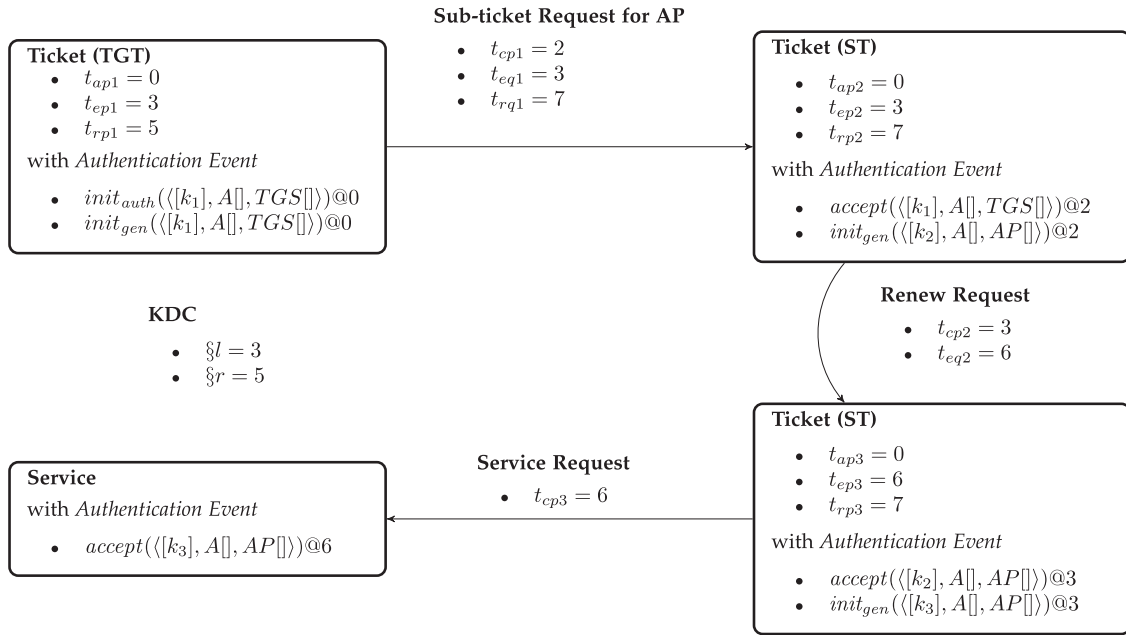 Sub-ticket Request for AP
• t_{cp1} = 2
• t_{eq1} = 3
• t_{rq1} = 7
Ticket (TGT)
• t_{ap1} = 0
• t_{ep1} = 3
• t_{rp1} = 5
with Authentication Event
• init_{auth}(⟨[k_1], A[], TGS[]⟩)@0
• init_{gen}(⟨[k_1], A[], TGS[]⟩)@0
Ticket (ST)
• t_{ap2} = 0
• t_{ep2} = 3
• t_{rp2} = 7
with Authentication Event
• accept(⟨[k_1], A[], TGS[]⟩)@2
• init_{gen}(⟨[k_2], A[], AP[]⟩)@2
KDC
• §l = 3
• §r = 5
Renew Request
• t_{cp2} = 3
• t_{eq2} = 6
Ticket (ST)
• t_{ap3} = 0
• t_{ep3} = 6
• t_{rp3} = 7
with Authentication Event
• accept(⟨[k_2], A[], AP[]⟩)@3
• init_{gen}(⟨[k_3], A[], AP[]⟩)@3
Service Request
• t_{cp3} = 6
Service
with Authentication Event
• accept(⟨[k_3], A[], AP[]⟩)@6